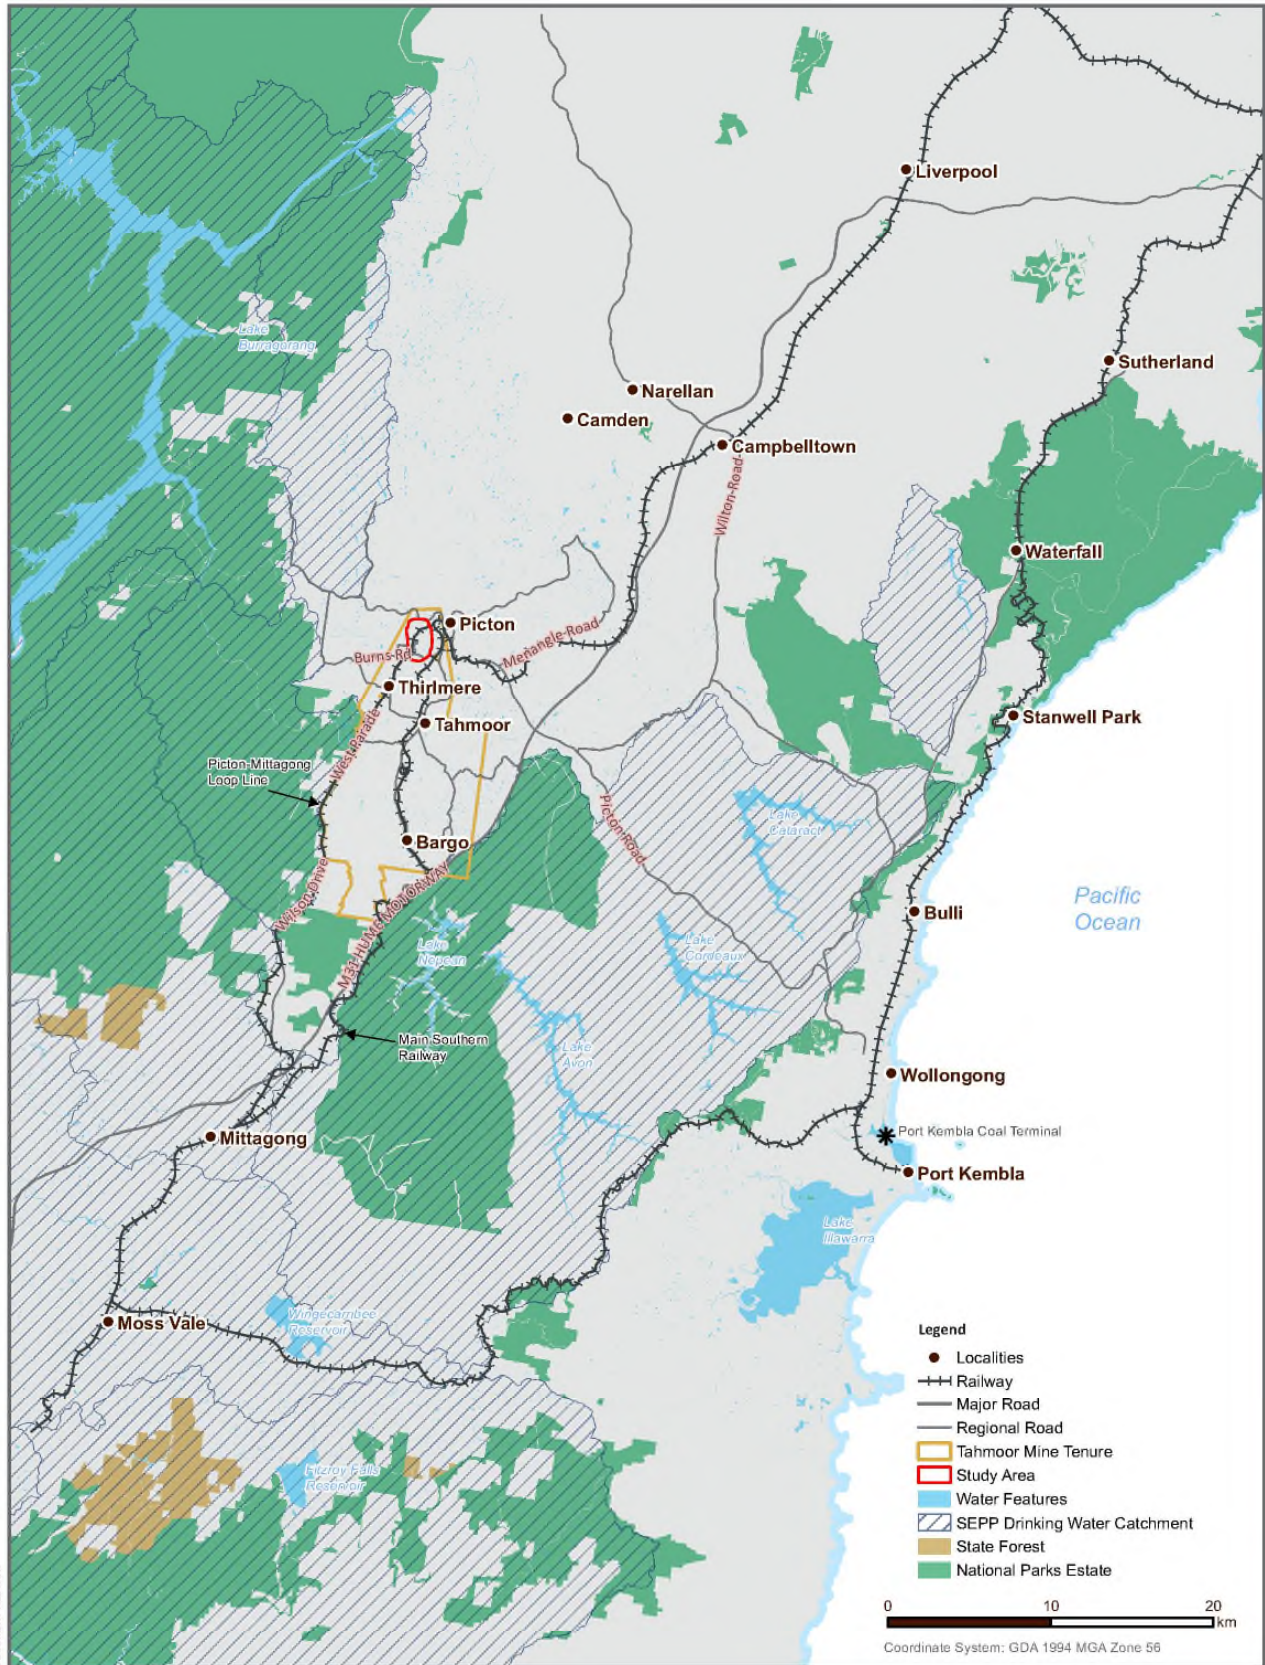 Liverpool
Lake
Burragorang
Sutherland
Narellan
Camden
Campbelltown
Wilton Road
Waterfall
Picton
Menangle Road
Burns Rd
Thirlmere
Stanwell Park
Tahmoor
West Parade
Picton-Mittagong
Loop Line
Picton Road
Lake
Cataract
Bargo
Wilson Drive
M31 HUME MOTORWAY
Pacific
Ocean
Bulli
Lake
Nepean
Lake
Cordeaux
Main Southern
Railway
Lake
Avon
Wollongong
Port Kembla Coal Terminal
Mittagong
Port Kembla
Lake
Illawarra
Moss Vale
Wingecarribee
Reservoir
Fitzroy Falls
Reservoir
Legend
Localities
Railway
Major Road
Regional Road
Tahmoor Mine Tenure
Study Area
Water Features
SEPP Drinking Water Catchment
State Forest
National Parks Estate
0 10 20
km
Coordinate System: GDA 1994 MGA Zone 56